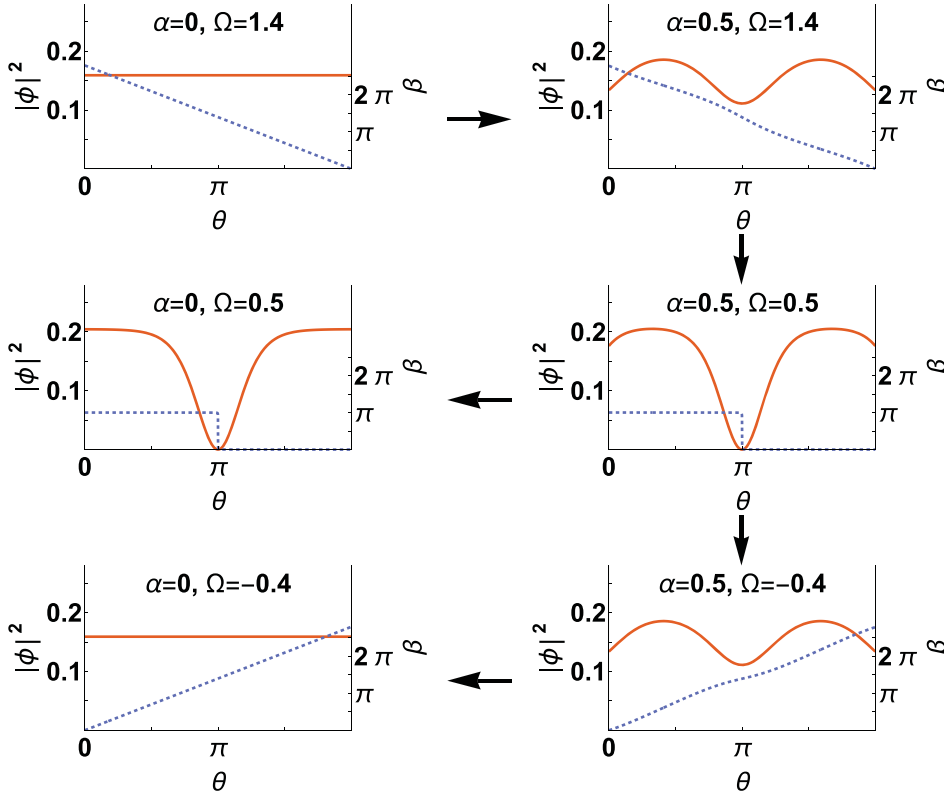 α=0, Ω=1.4
0.2
0.1
|ϕ|²
2π
π
β
0
π
θ
α=0.5, Ω=1.4
0.2
0.1
|ϕ|²
2π
π
β
0
π
θ
α=0, Ω=0.5
0.2
0.1
|ϕ|²
2π
π
β
0
π
θ
α=0.5, Ω=0.5
0.2
0.1
|ϕ|²
2π
π
β
0
π
θ
α=0, Ω=−0.4
0.2
0.1
|ϕ|²
2π
π
β
0
π
θ
α=0.5, Ω=−0.4
0.2
0.1
|ϕ|²
2π
π
β
0
π
θ